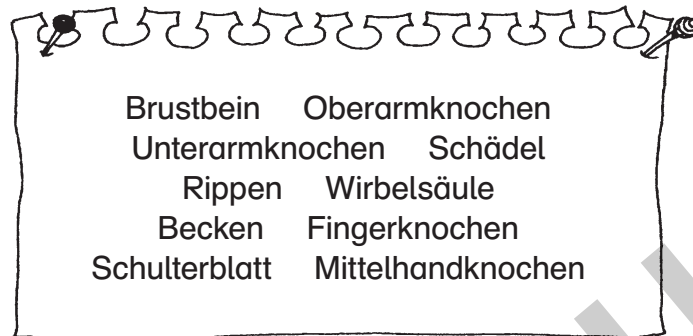 Brustbein Oberarmknochen
Unterarmknochen Schädel
Rippen Wirbelsäule
Becken Fingerknochen
Schulterblatt Mittelhandknochen